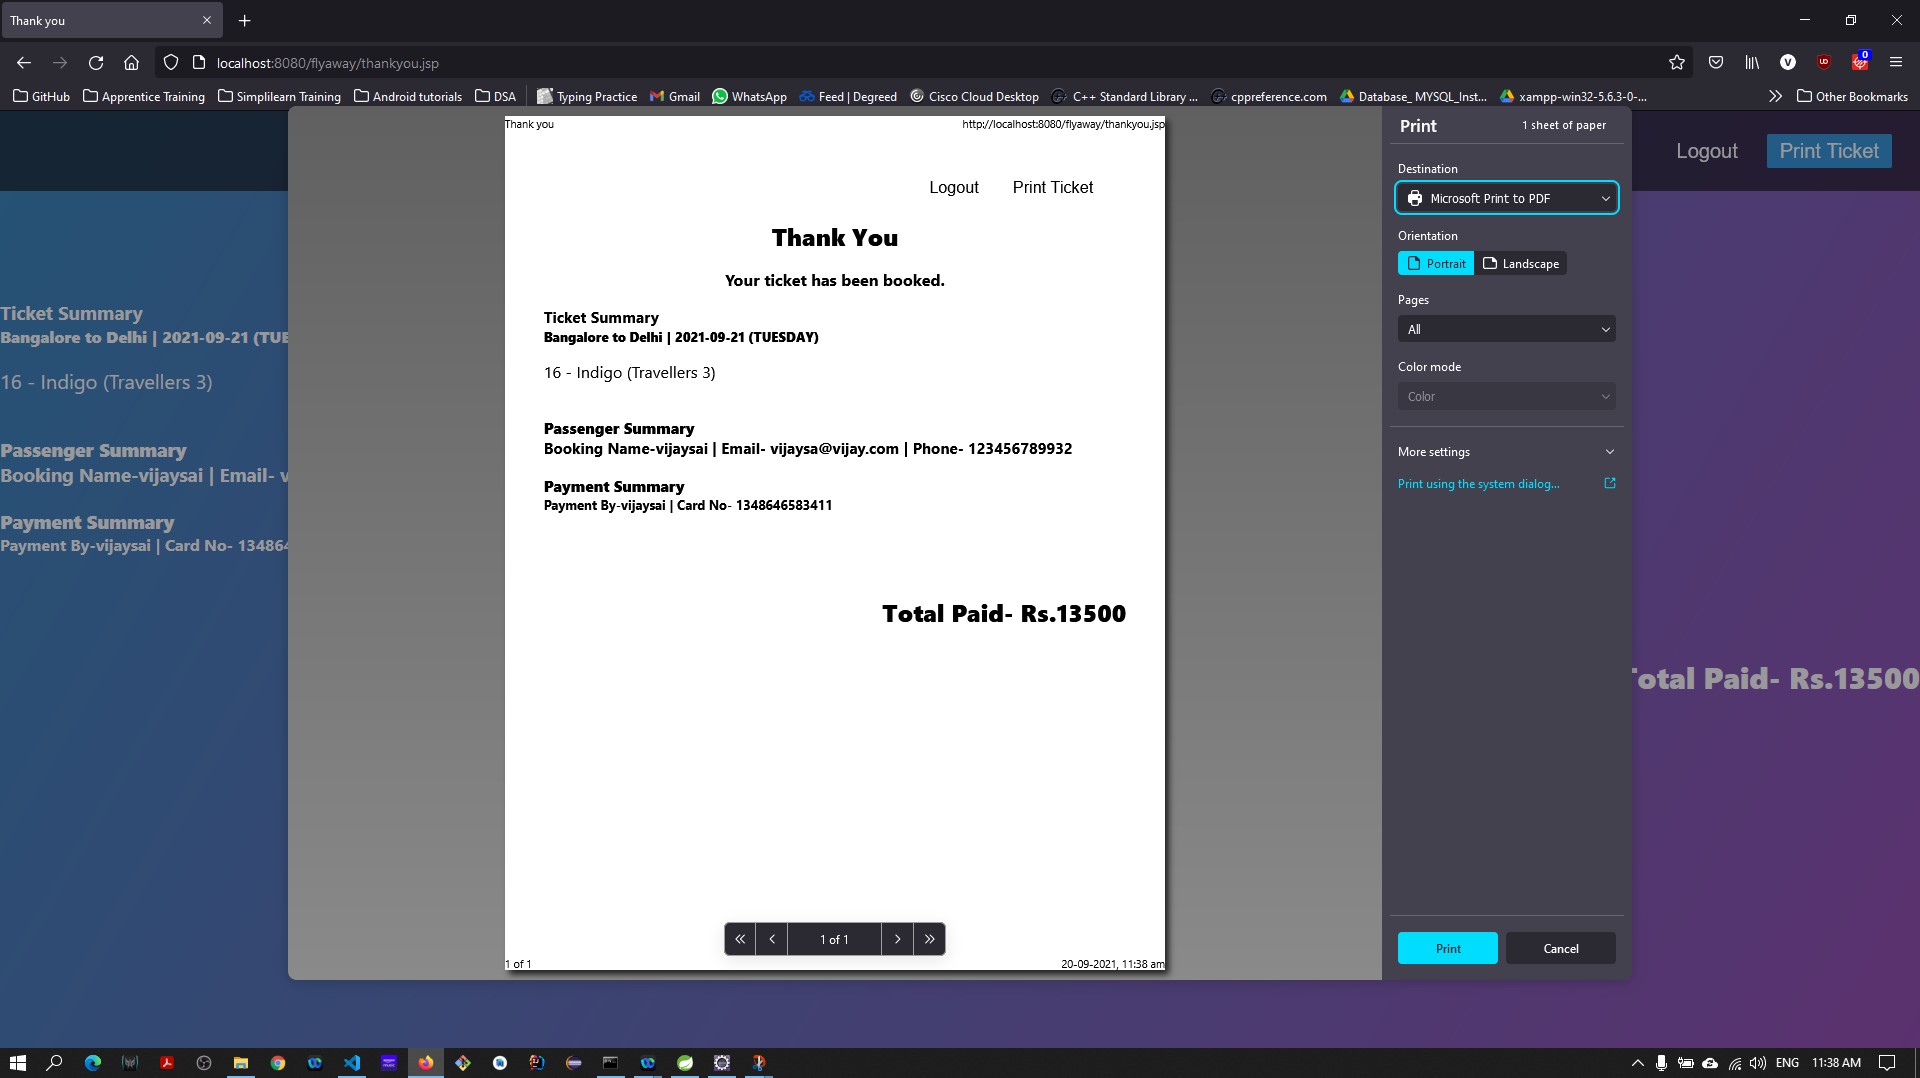 Thank you
localhost:8080/flyaway/thankyou.jsp
0
GitHub
Apprentice Training
Simplilearn Training
Android tutorials
DSA
Typing Practice
Gmail
WhatsApp
Feed | Degreed
Cisco Cloud Desktop
C++ Standard Library ...
cppreference.com
Database_ MYSQL_Inst...
xampp-win32-5.6.3-0-...
Other Bookmarks
Logout
Print Ticket
Ticket Summary
Bangalore to Delhi | 2021-09-21 (TUE
16 - Indigo (Travellers 3)
Passenger Summary
Booking Name-vijaysai | Email- v
Payment Summary
Payment By-vijaysai | Card No- 13486
Thank you
http://localhost:8080/flyaway/thankyou.jsp
Logout
Print Ticket
Thank You
Your ticket has been booked.
Ticket Summary
Bangalore to Delhi | 2021-09-21 (TUESDAY)
16 - Indigo (Travellers 3)
Passenger Summary
Booking Name-vijaysai | Email- vijaysa@vijay.com | Phone- 123456789932
Payment Summary
Payment By-vijaysai | Card No- 1348646583411
Total Paid- Rs.13500
1 of 1
1 of 1
20-09-2021, 11:38 am
Print
1 sheet of paper
Destination
Microsoft Print to PDF
Orientation
Portrait
Landscape
Pages
All
Color mode
Color
More settings
Print using the system dialog...
Print
Cancel
otal Paid- Rs.13500
ENG
11:38 AM